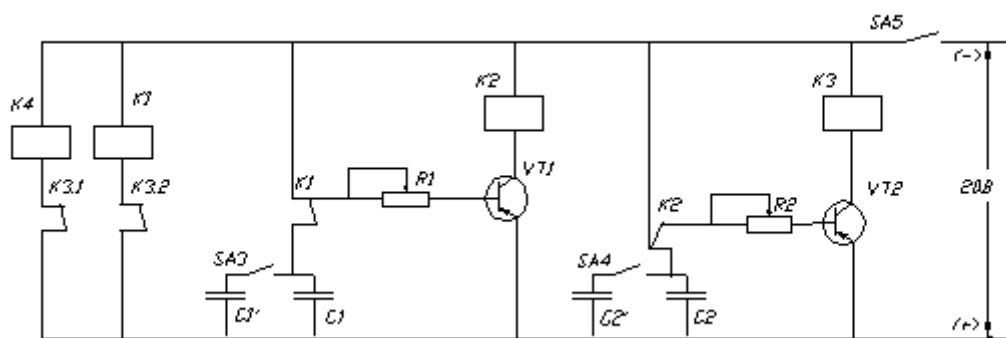 SA5
(-)
K4
K1
K2
K3
K3.1
K3.2
K1
R1
VT1
K2
R2
VT2
20В
SA3
SA4
C1'
C1
C2'
C2
(+)